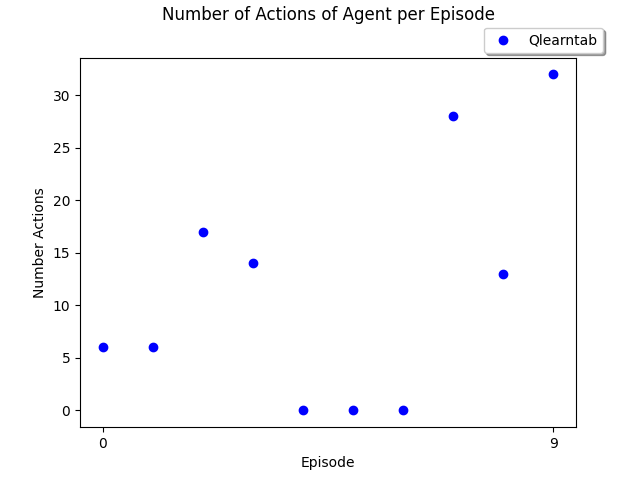 Number of Actions of Agent per Episode
Qlearntab
30
25
20
15
10
5
0
Number Actions
0 9
Episode